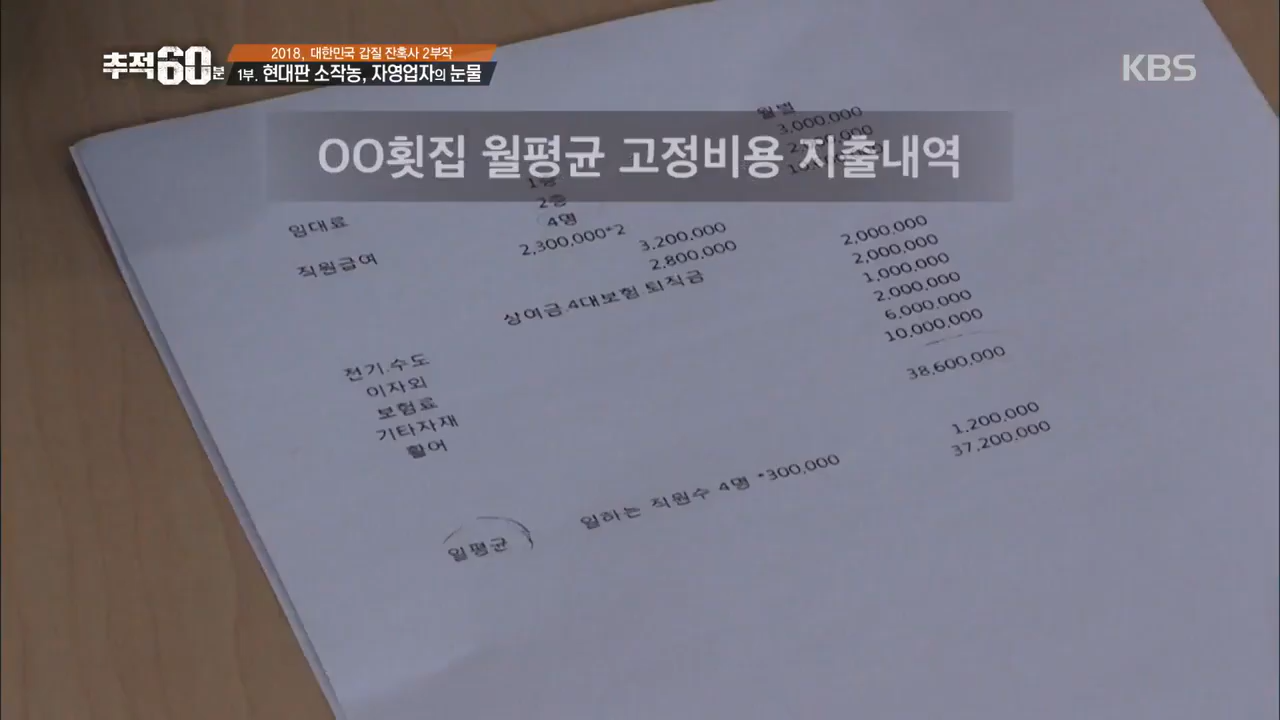 추적60분
2018, 대한민국 갑질 잔혹사 2부작
1부. 현대판 소작농, 자영업자의 눈물
KBS
OO횟집 월평균 고정비용 지출내역
월별
임대료 1층 3,000,000
2층
직원급여 4명
2,300,000*2 3,200,000
2,800,000
상여금.4대보험 퇴직금 2,000,000
전기.수도 2,000,000
이자외 1,000,000
보험료 2,000,000
기타자재 6,000,000
활어 10,000,000
38,600,000
일하는 직원수 4명 *300,000 1,200,000
월평균 37,200,000